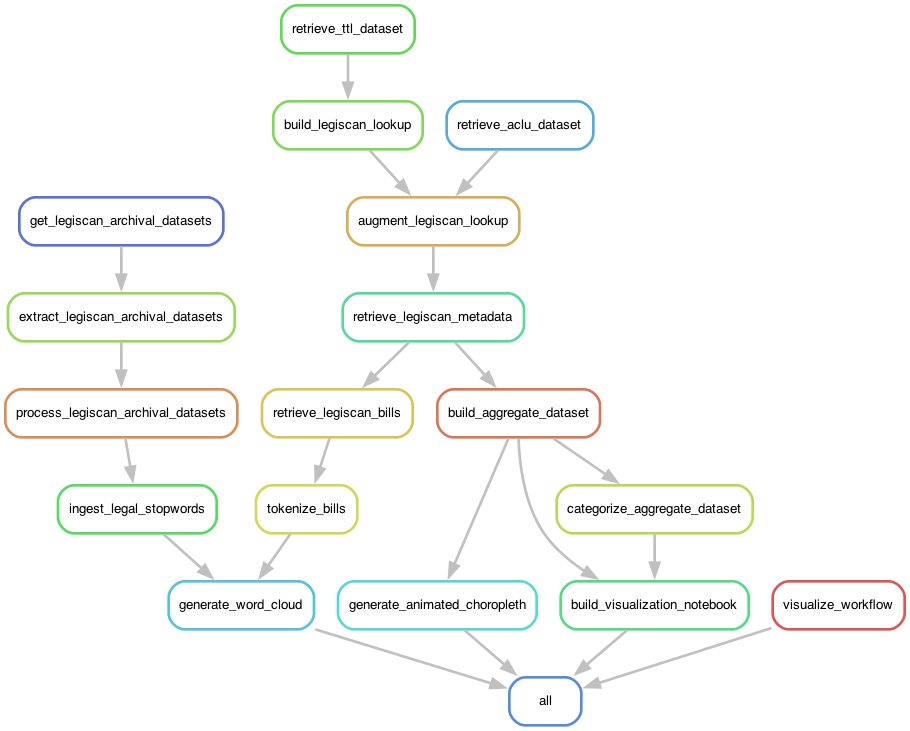 retrieve_ttl_dataset
build_legiscan_lookup
retrieve_aclu_dataset
get_legiscan_archival_datasets
augment_legiscan_lookup
extract_legiscan_archival_datasets
retrieve_legiscan_metadata
process_legiscan_archival_datasets
retrieve_legiscan_bills
build_aggregate_dataset
ingest_legal_stopwords
tokenize_bills
categorize_aggregate_dataset
generate_word_cloud
generate_animated_choropleth
build_visualization_notebook
visualize_workflow
all